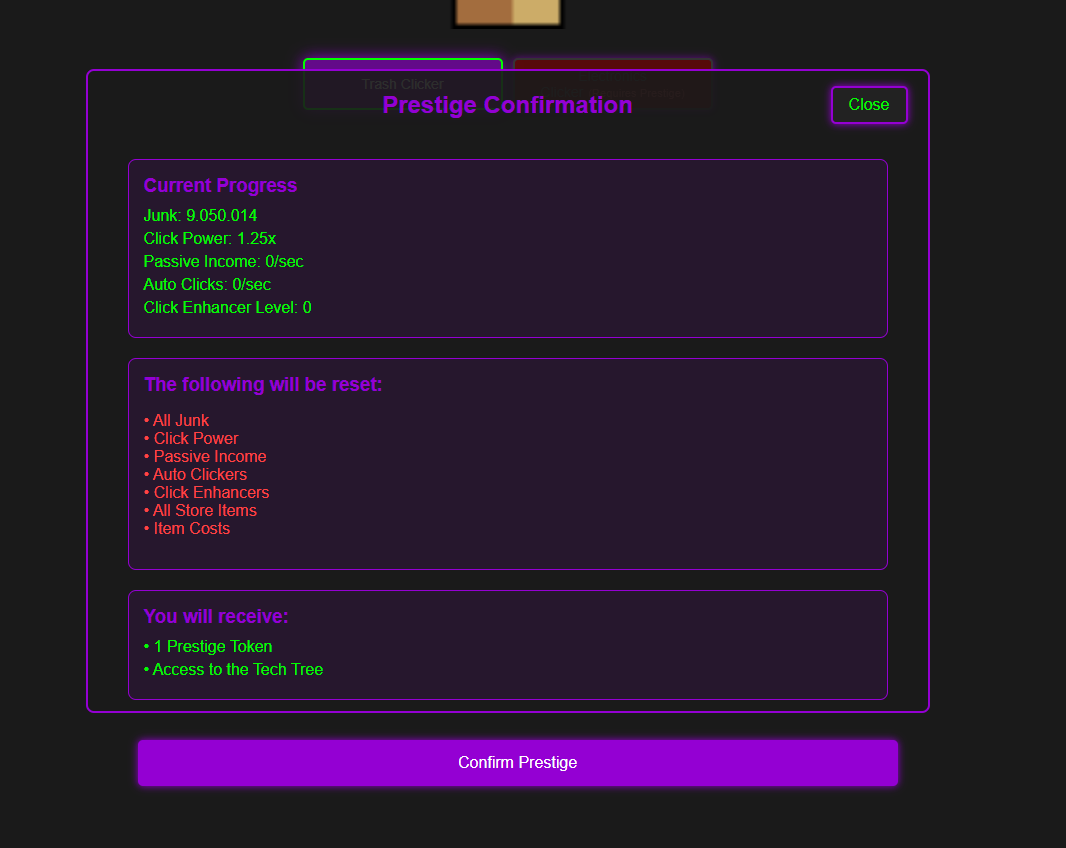 Trash Clicker
Prestige Confirmation
Close
Current Progress
Junk: 9.050.014
Click Power: 1.25x
Passive Income: 0/sec
Auto Clicks: 0/sec
Click Enhancer Level: 0
The following will be reset:
• All Junk
• Click Power
• Passive Income
• Auto Clickers
• Click Enhancers
• All Store Items
• Item Costs
You will receive:
• 1 Prestige Token
• Access to the Tech Tree
Confirm Prestige